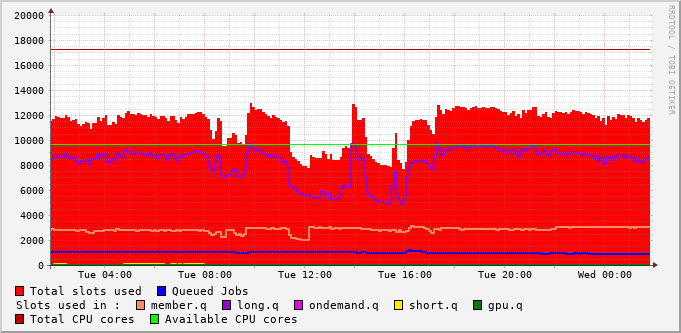 20000
18000
16000
14000
12000
10000
8000
6000
4000
2000
0
Tue 04:00 Tue 08:00 Tue 12:00 Tue 16:00 Tue 20:00 Wed 00:00
Total slots used Queued Jobs
Slots used in : member.q long.q ondemand.q short.q gpu.q
Total CPU cores Available CPU cores
RRDTOOL / TOBI OETIKER